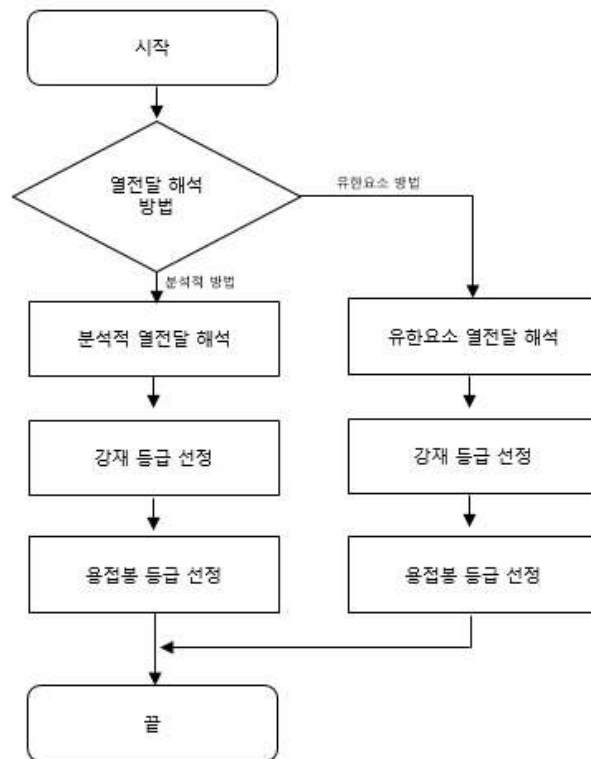 시작
열전달 해석
방법
유한요소 방법
분석적 방법
분석적 열전달 해석
유한요소 열전달 해석
강재 등급 선정
강재 등급 선정
용접봉 등급 선정
용접봉 등급 선정
끝